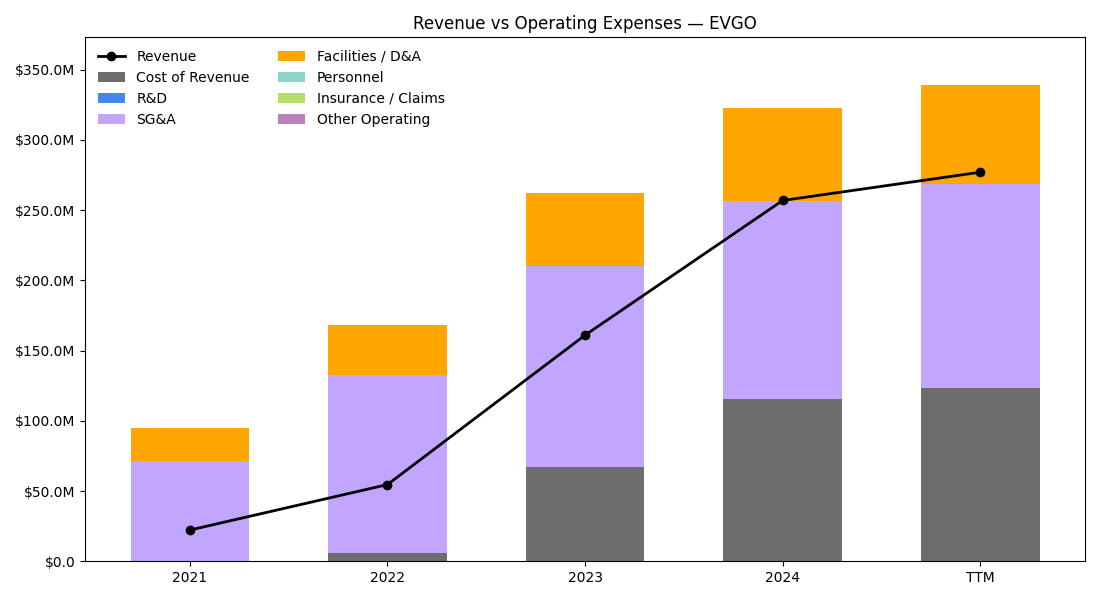 Revenue vs Operating Expenses — EVGO
Revenue
Cost of Revenue
R&D
SG&A
Facilities / D&A
Personnel
Insurance / Claims
Other Operating
$350.0M
$300.0M
$250.0M
$200.0M
$150.0M
$100.0M
$50.0M
$0.0
2021 2022 2023 2024 TTM